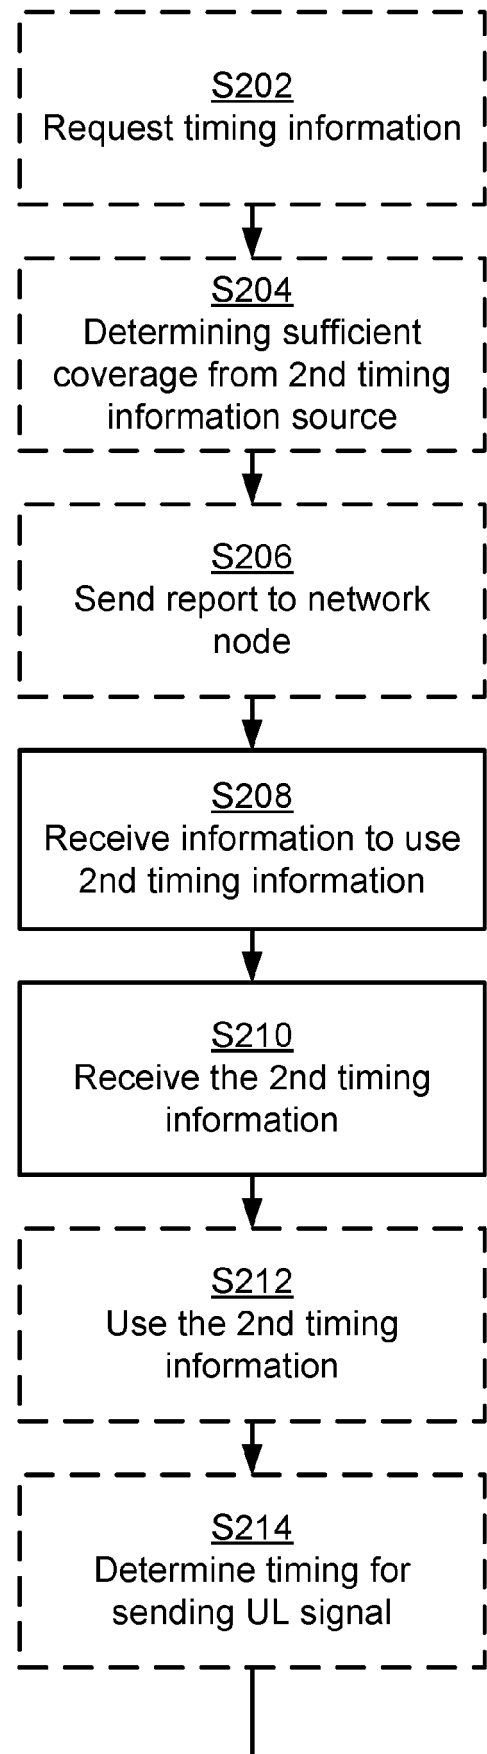 S202
Request timing information
S204
Determining sufficient
coverage from 2nd timing
information source
S206
Send report to network
node
S208
Receive information to use
2nd timing information
S210
Receive the 2nd timing
information
S212
Use the 2nd timing
information
S214
Determine timing for
sending UL signal